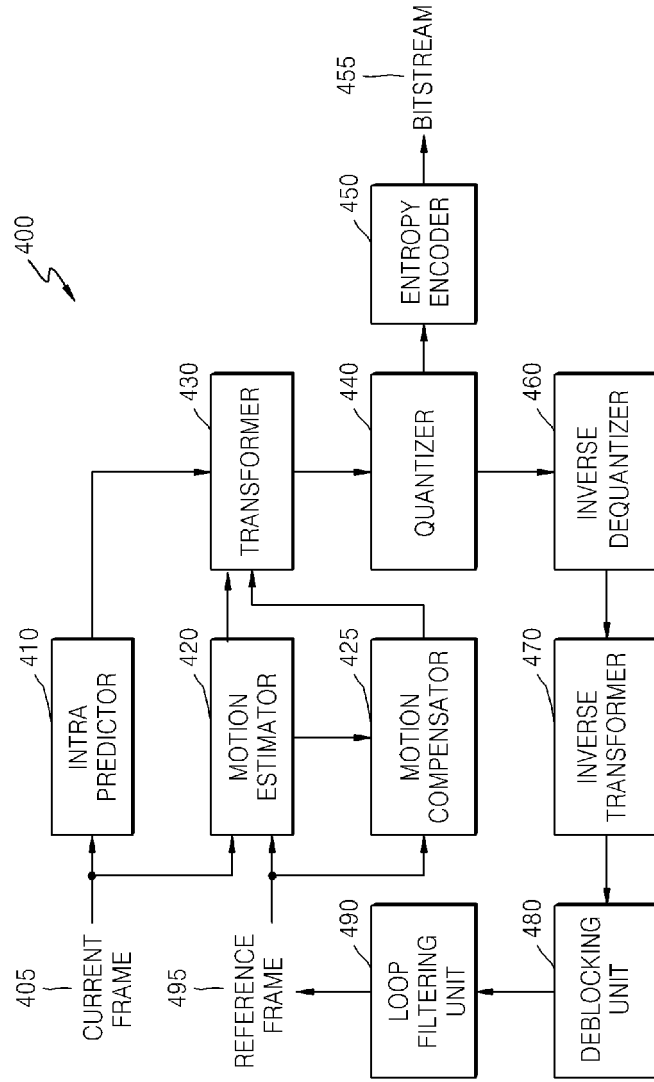 400
405
CURRENT
FRAME
410
INTRA
PREDICTOR
495
REFERENCE
FRAME
420
MOTION
ESTIMATOR
430
TRANSFORMER
425
MOTION
COMPENSATOR
440
QUANTIZER
450
ENTROPY
ENCODER
455
BITSTREAM
490
LOOP
FILTERING
UNIT
480
DEBLOCKING
UNIT
470
INVERSE
TRANSFORMER
460
INVERSE
DEQUANTIZER